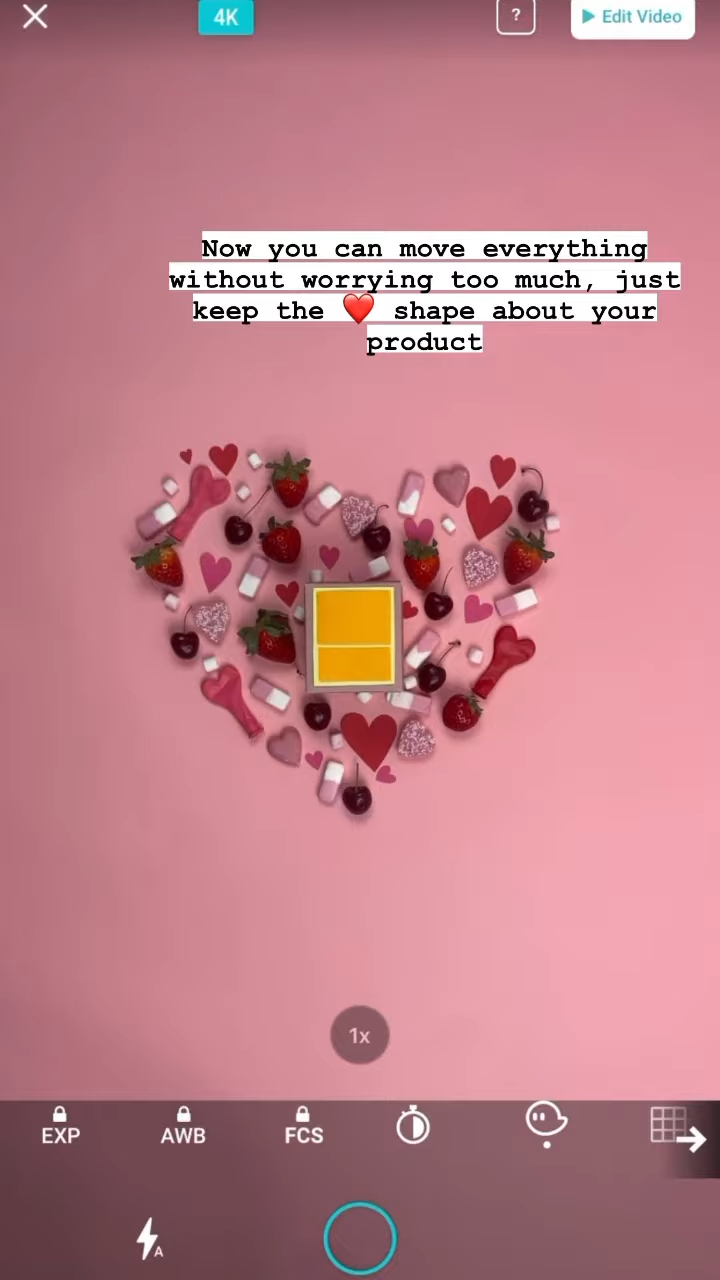 4K
?
Edit Video
Now you can move everything
without worrying too much, just
keep the ❤️ shape about your
product
1x
EXP
AWB
FCS
A